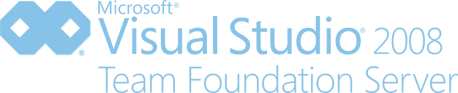 Microsoft®
Visual Studio® 2008
Team Foundation Server
®